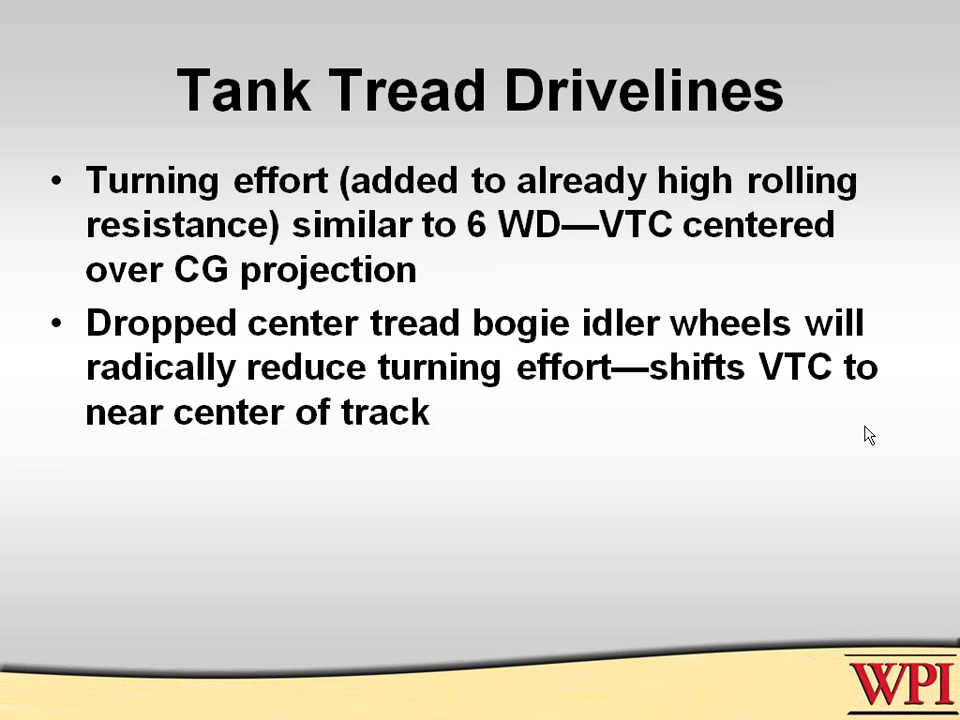 Tank Tread Drivelines
• Turning effort (added to already high rolling
resistance) similar to 6 WD—VTC centered
over CG projection
• Dropped center tread bogie idler wheels will
radically reduce turning effort—shifts VTC to
near center of track
WPI